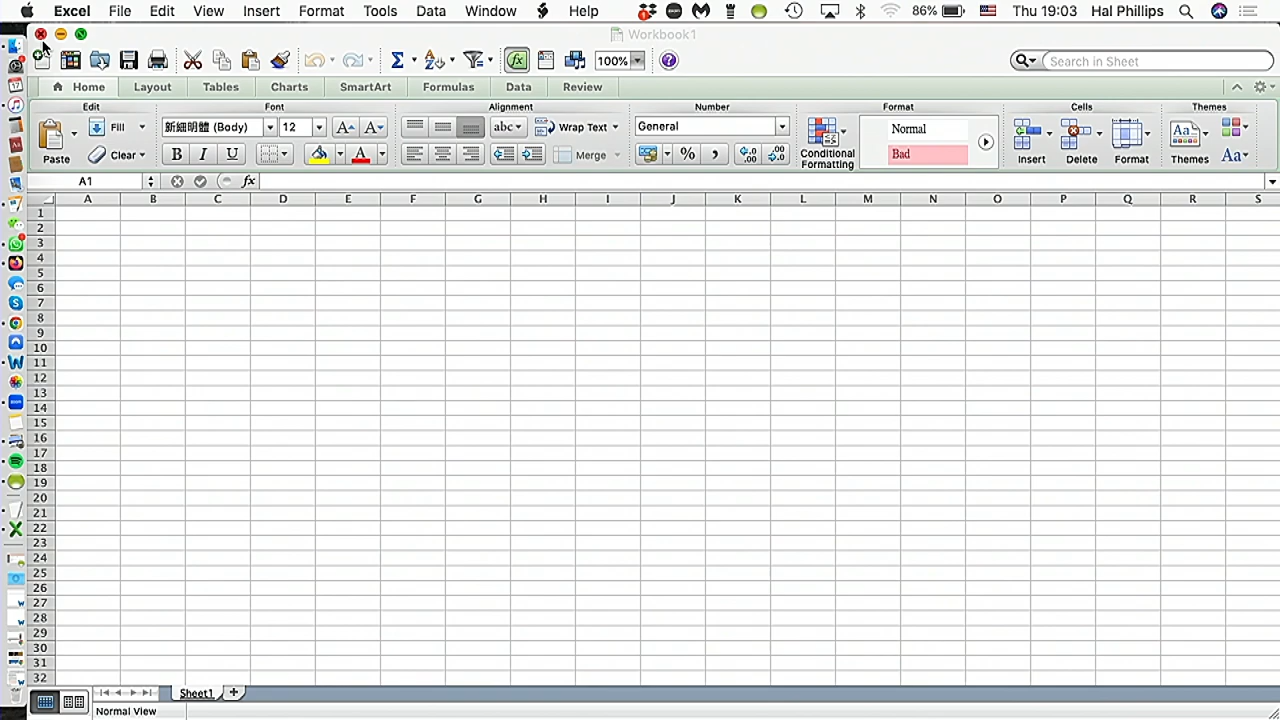 Excel File Edit View Insert Format Tools Data Window Help 86% Thu 19:03 Hal Phillips
Workbook1
100% Search in Sheet
Home Layout Tables Charts SmartArt Formulas Data Review
Edit Font Alignment Number Format Cells Themes
Fill 新細明體 (Body) 12 abc Wrap Text General Normal
Paste Clear B I U A Merge % , Bad Conditional Formatting Insert Delete Format Themes Aa
A1 fx
A B C D E F G H I J K L M N O P Q R S
1
2
3
4
5
6
7
8
9
10
11
12
13
14
15
16
17
18
19
20
21
22
23
24
25
26
27
28
29
30
31
32
Sheet1
Normal View